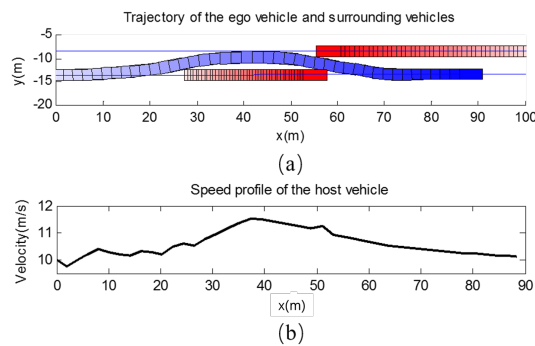 Trajectory of the ego vehicle and surrounding vehicles
-5
-10
-15
-20
y(m)
0 10 20 30 40 50 60 70 80 90 100
x(m)
(a)
Speed profile of the host vehicle
12
11
10
Velocity(m/s)
0 10 20 30 40 50 60 70 80 90
x(m)
(b)